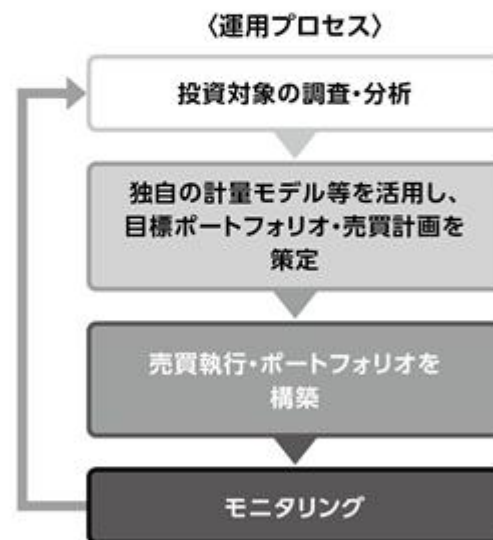 〈運用プロセス〉
投資対象の調査・分析
独自の計量モデル等を活用し、
目標ポートフォリオ・売買計画を
策定
売買執行・ポートフォリオを
構築
モニタリング